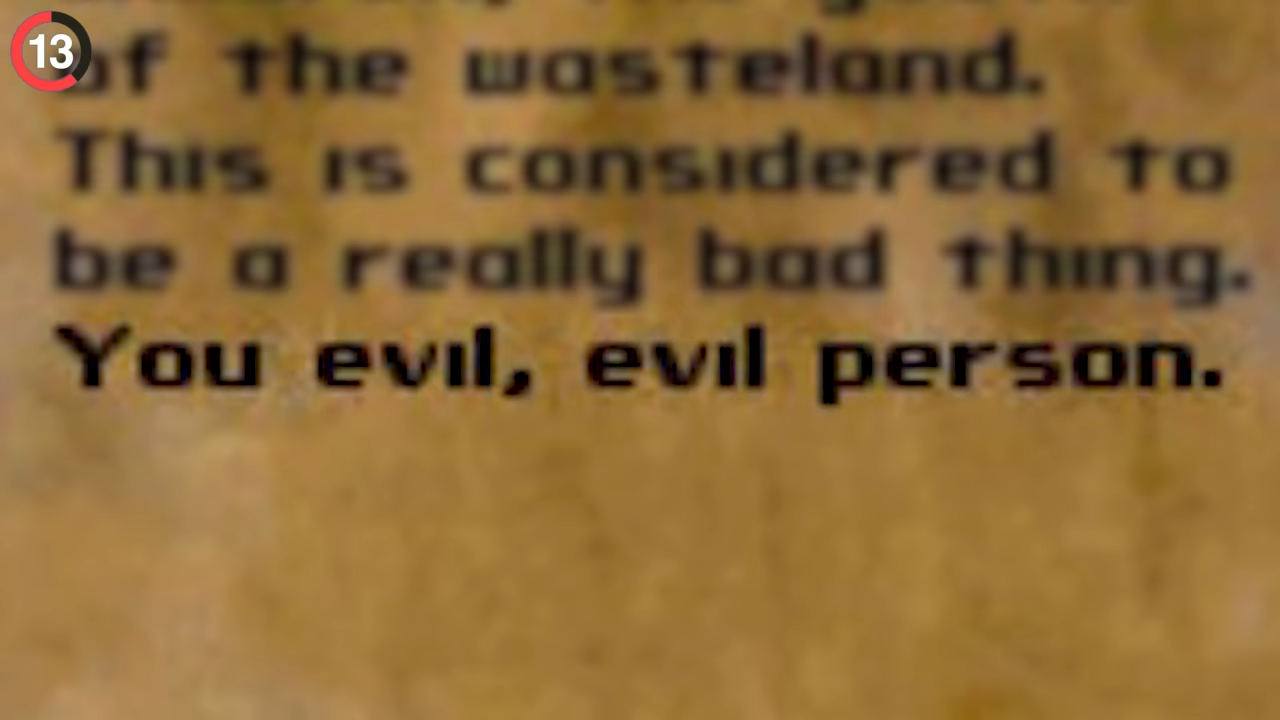 13
of the wasteland.
This is considered to
be a really bad thing.
You evil, evil person.